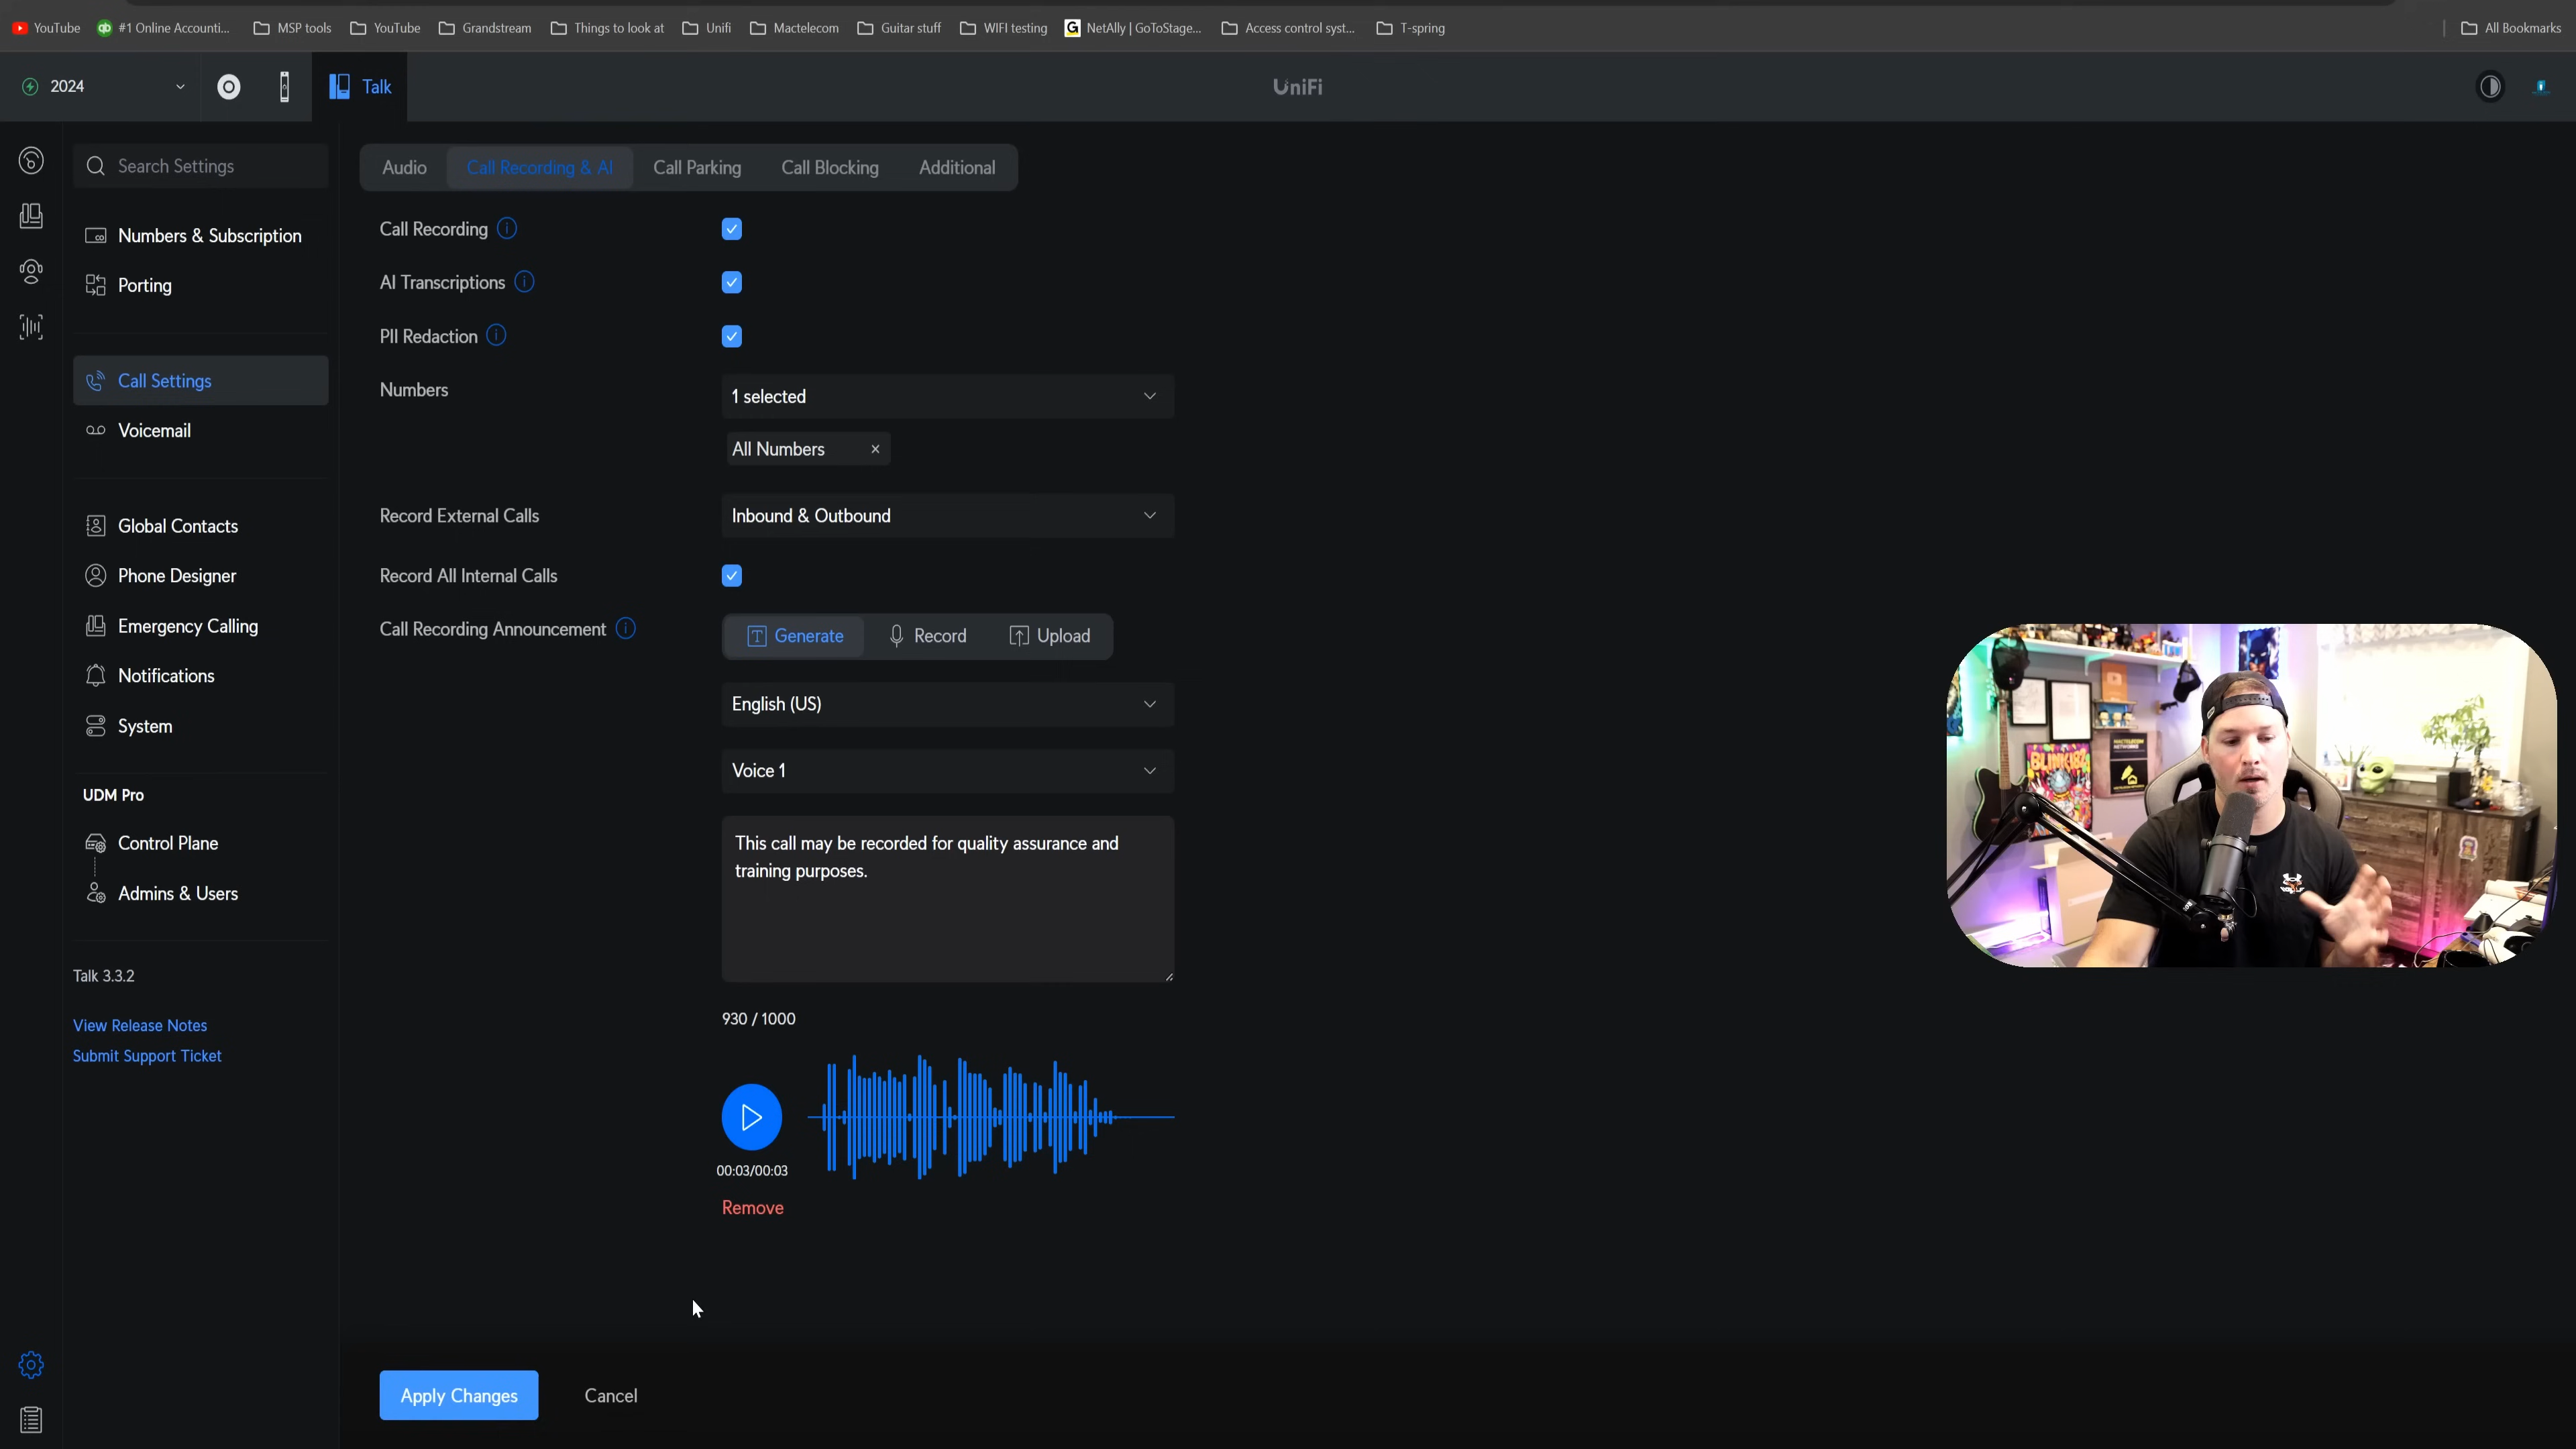 YouTube
#1 Online Accounti...
MSP tools
YouTube
Grandstream
Things to look at
Unifi
Mactelecom
Guitar stuff
WIFI testing
G NetAlly | GoToStage...
Access control syst...
T-spring
All Bookmarks
2024
Talk
UniFi
Search Settings
Audio
Call Recording & AI
Call Parking
Call Blocking
Additional
Numbers & Subscription
Porting
Call Settings
Voicemail
Global Contacts
Phone Designer
Emergency Calling
Notifications
System
UDM Pro
Control Plane
Admins & Users
Talk 3.3.2
View Release Notes
Submit Support Ticket
Call Recording
AI Transcriptions
PII Redaction
Numbers
1 selected
All Numbers
Record External Calls
Inbound & Outbound
Record All Internal Calls
Call Recording Announcement
Generate
Record
Upload
English (US)
Voice 1
This call may be recorded for quality assurance and
training purposes.
930 / 1000
00:03/00:03
Remove
Apply Changes
Cancel
BLINK182